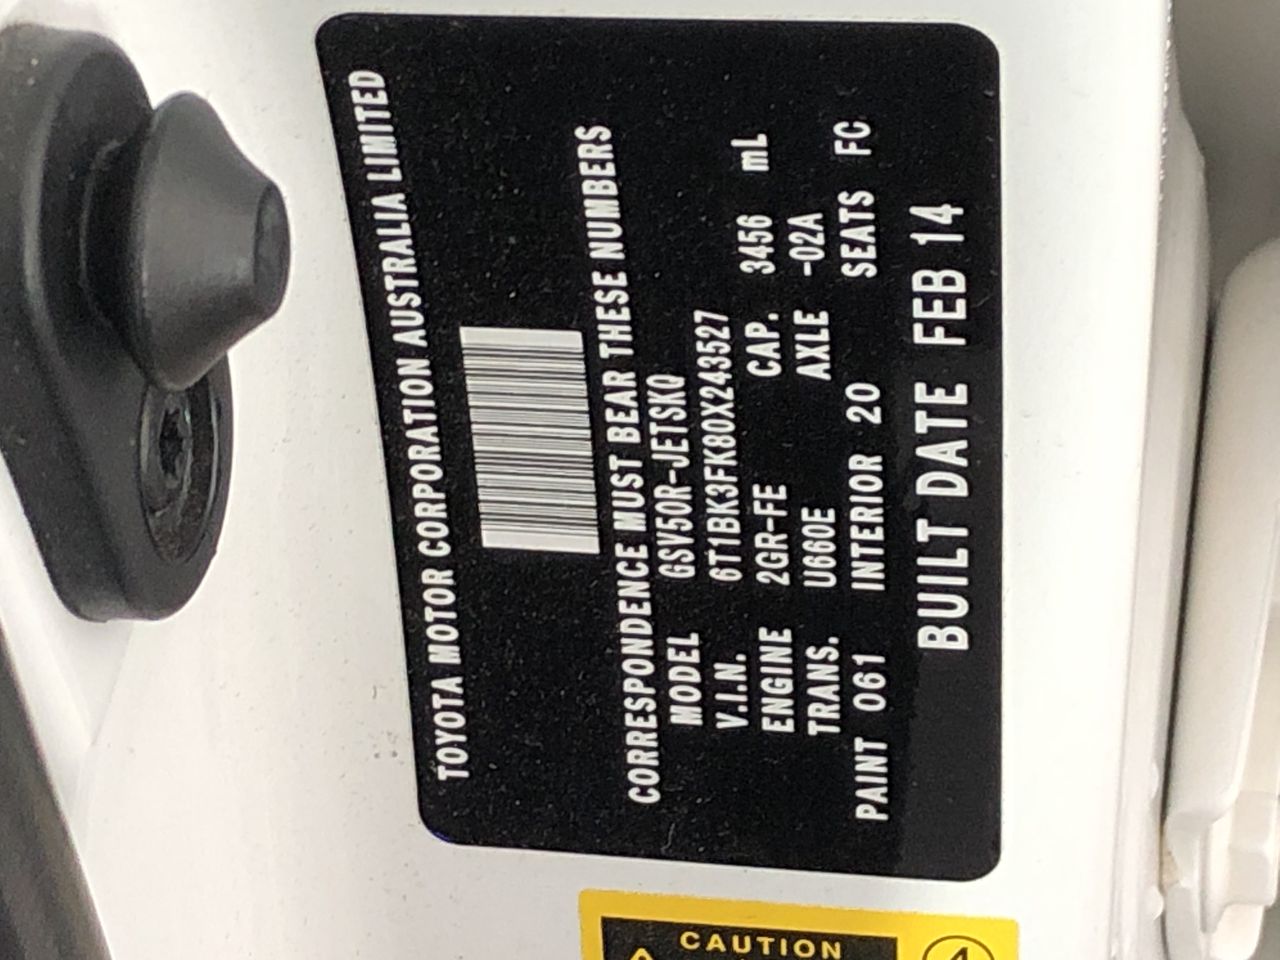 TOYOTA MOTOR CORPORATION AUSTRALIA LIMITED
CORRESPONDENCE MUST BEAR THESE NUMBERS
MODEL GSV50R-JETSKQ
V.I.N. 6T1BK3FK80X243527
ENGINE 2GR-FE CAP. 3456 mL
TRANS. U660E AXLE -02A
PAINT 061 INTERIOR 20 SEATS FC
BUILT DATE FEB 14
CAUTION
4